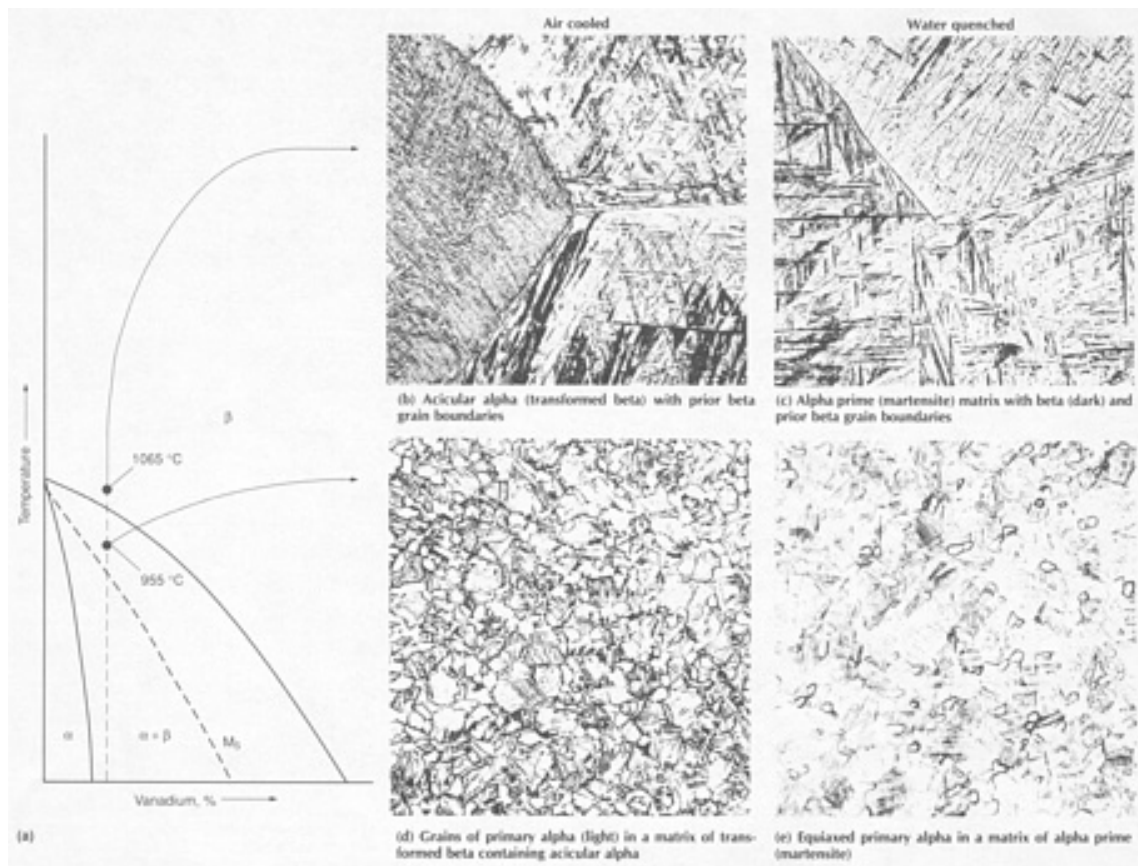 Air cooled
Water quenched
(b) Acicular alpha (transformed beta) with prior beta
grain boundaries
(c) Alpha prime (martensite) matrix with beta (dark) and
prior beta grain boundaries
Temperature
β
1065 °C
955 °C
α
α + β
Ms
Vanadium, %
(a)
(d) Grains of primary alpha (light) in a matrix of trans-
formed beta containing acicular alpha
(e) Equiaxed primary alpha in a matrix of alpha prime
(martensite)